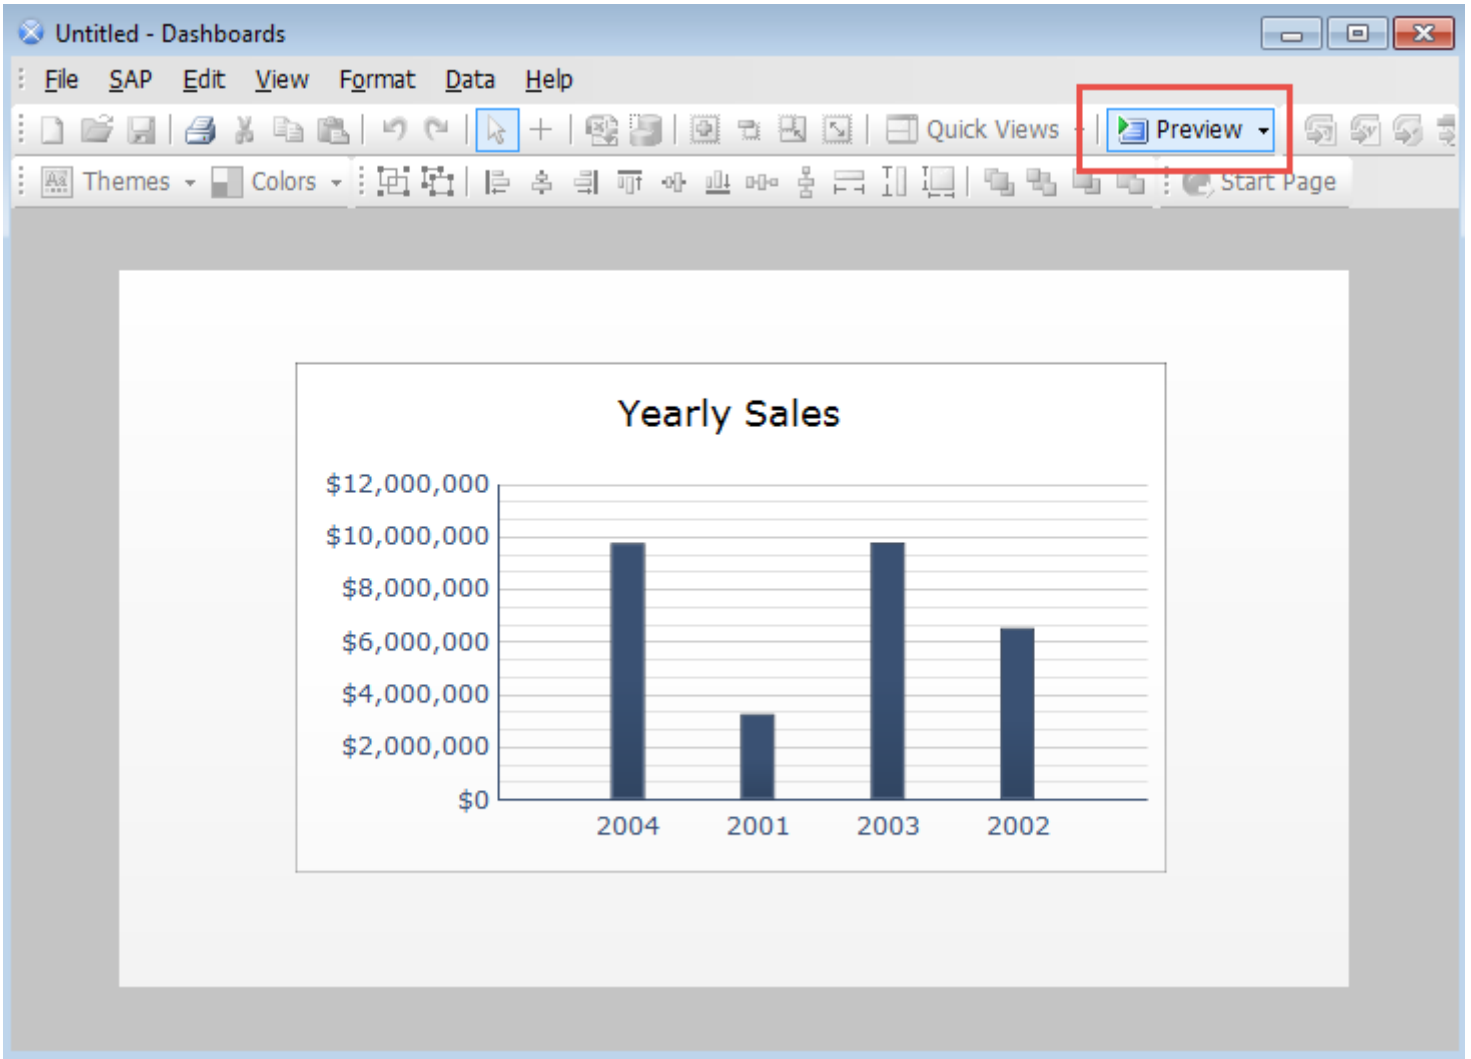 Untitled - Dashboards
File SAP Edit View Format Data Help
Quick Views Preview
Themes Colors Start Page
Yearly Sales
$12,000,000
$10,000,000
$8,000,000
$6,000,000
$4,000,000
$2,000,000
$0
2004 2001 2003 2002